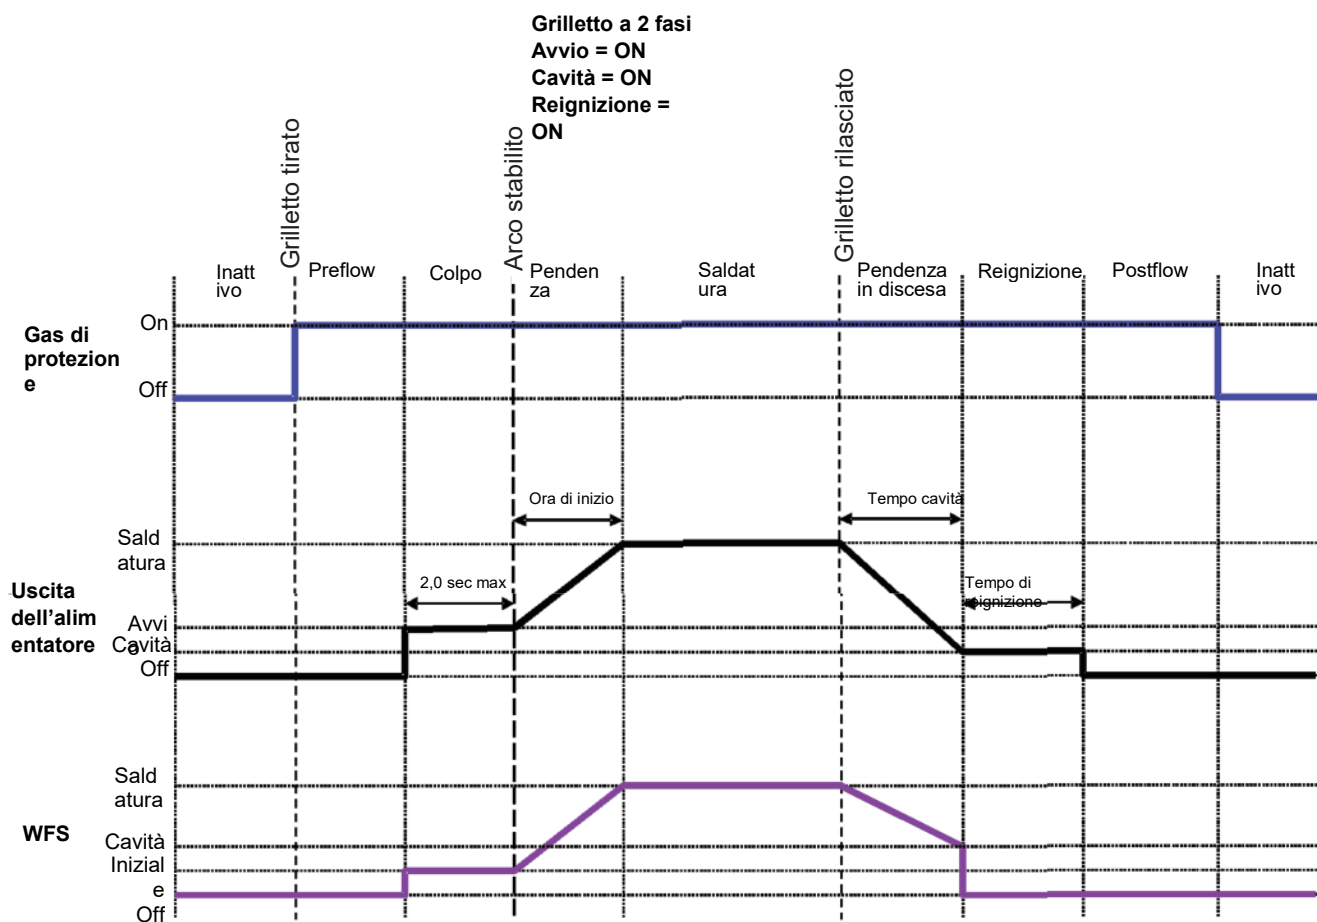 Grilletto a 2 fasi
Avvio = ON
Cavità = ON
Reignizione =
ON
Grilletto tirato
Arco stabilito
Grilletto rilasciato
Inatt
ivo
Preflow
Colpo
Penden
za
Saldat
ura
Pendenza
in discesa
Reignizione
Postflow
Inatt
ivo
Gas di
protezion
e
On
Off
Ora di inizio
Tempo cavità
2,0 sec max
Tempo di
reignizione
Uscita
dell'alim
entatore
Sald
atura
Avvi
o
Cavità
Off
WFS
Sald
atura
Cavità
Inizial
e
Off